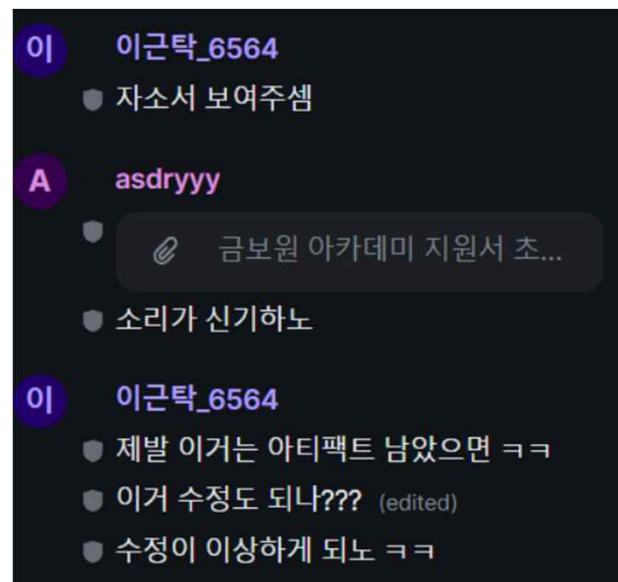 이
이근탁_6564
자소서 보여주셈
A
asdryyy
금보원 아카데미 지원서 초...
소리가 신기하노
이
이근탁_6564
제발 이거는 아티팩트 남았으면 ㅋㅋ
이거 수정도 되나??? (edited)
수정이 이상하게 되노 ㅋㅋ